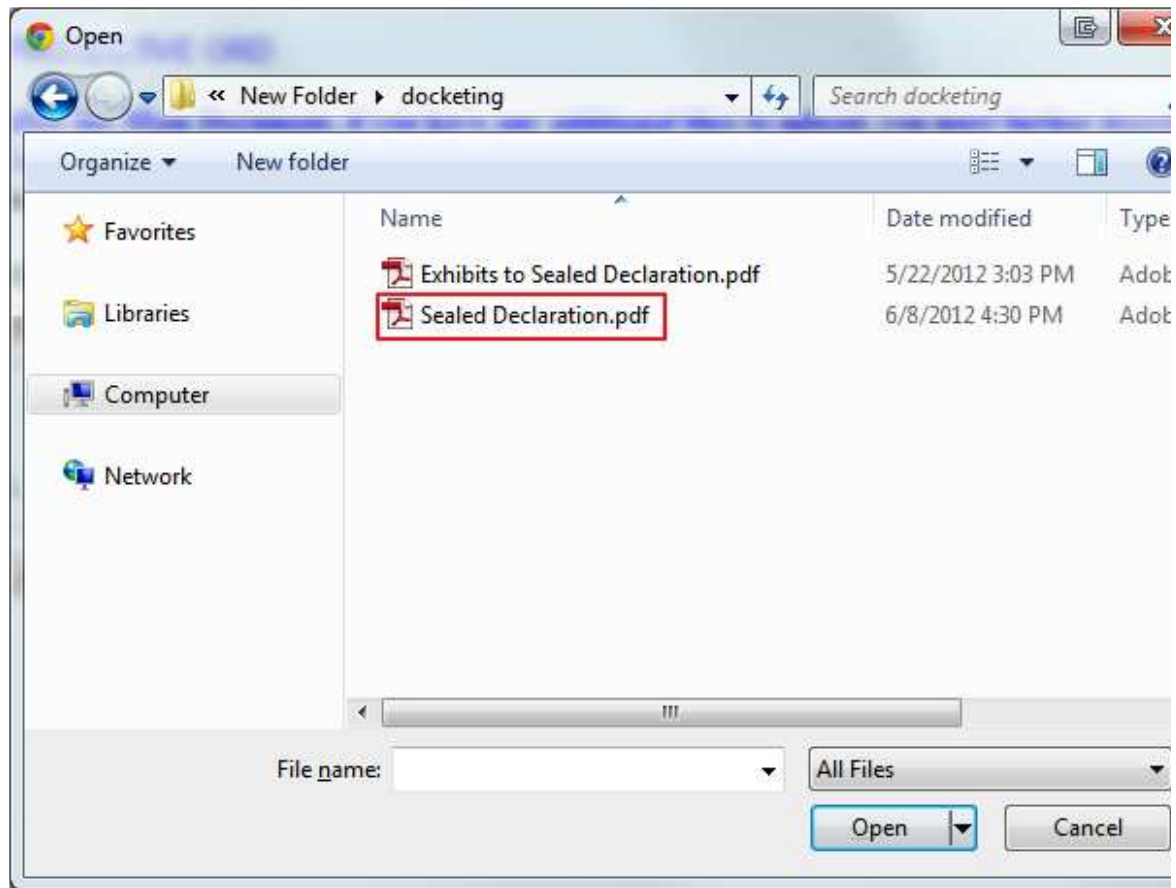 Open
« New Folder ▸ docketing Search docketing
Organize New folder
Name Date modified Type
Favorites
Exhibits to Sealed Declaration.pdf 5/22/2012 3:03 PM Adob
Libraries
Sealed Declaration.pdf 6/8/2012 4:30 PM Adob
Computer
Network
File name: All Files
Open Cancel